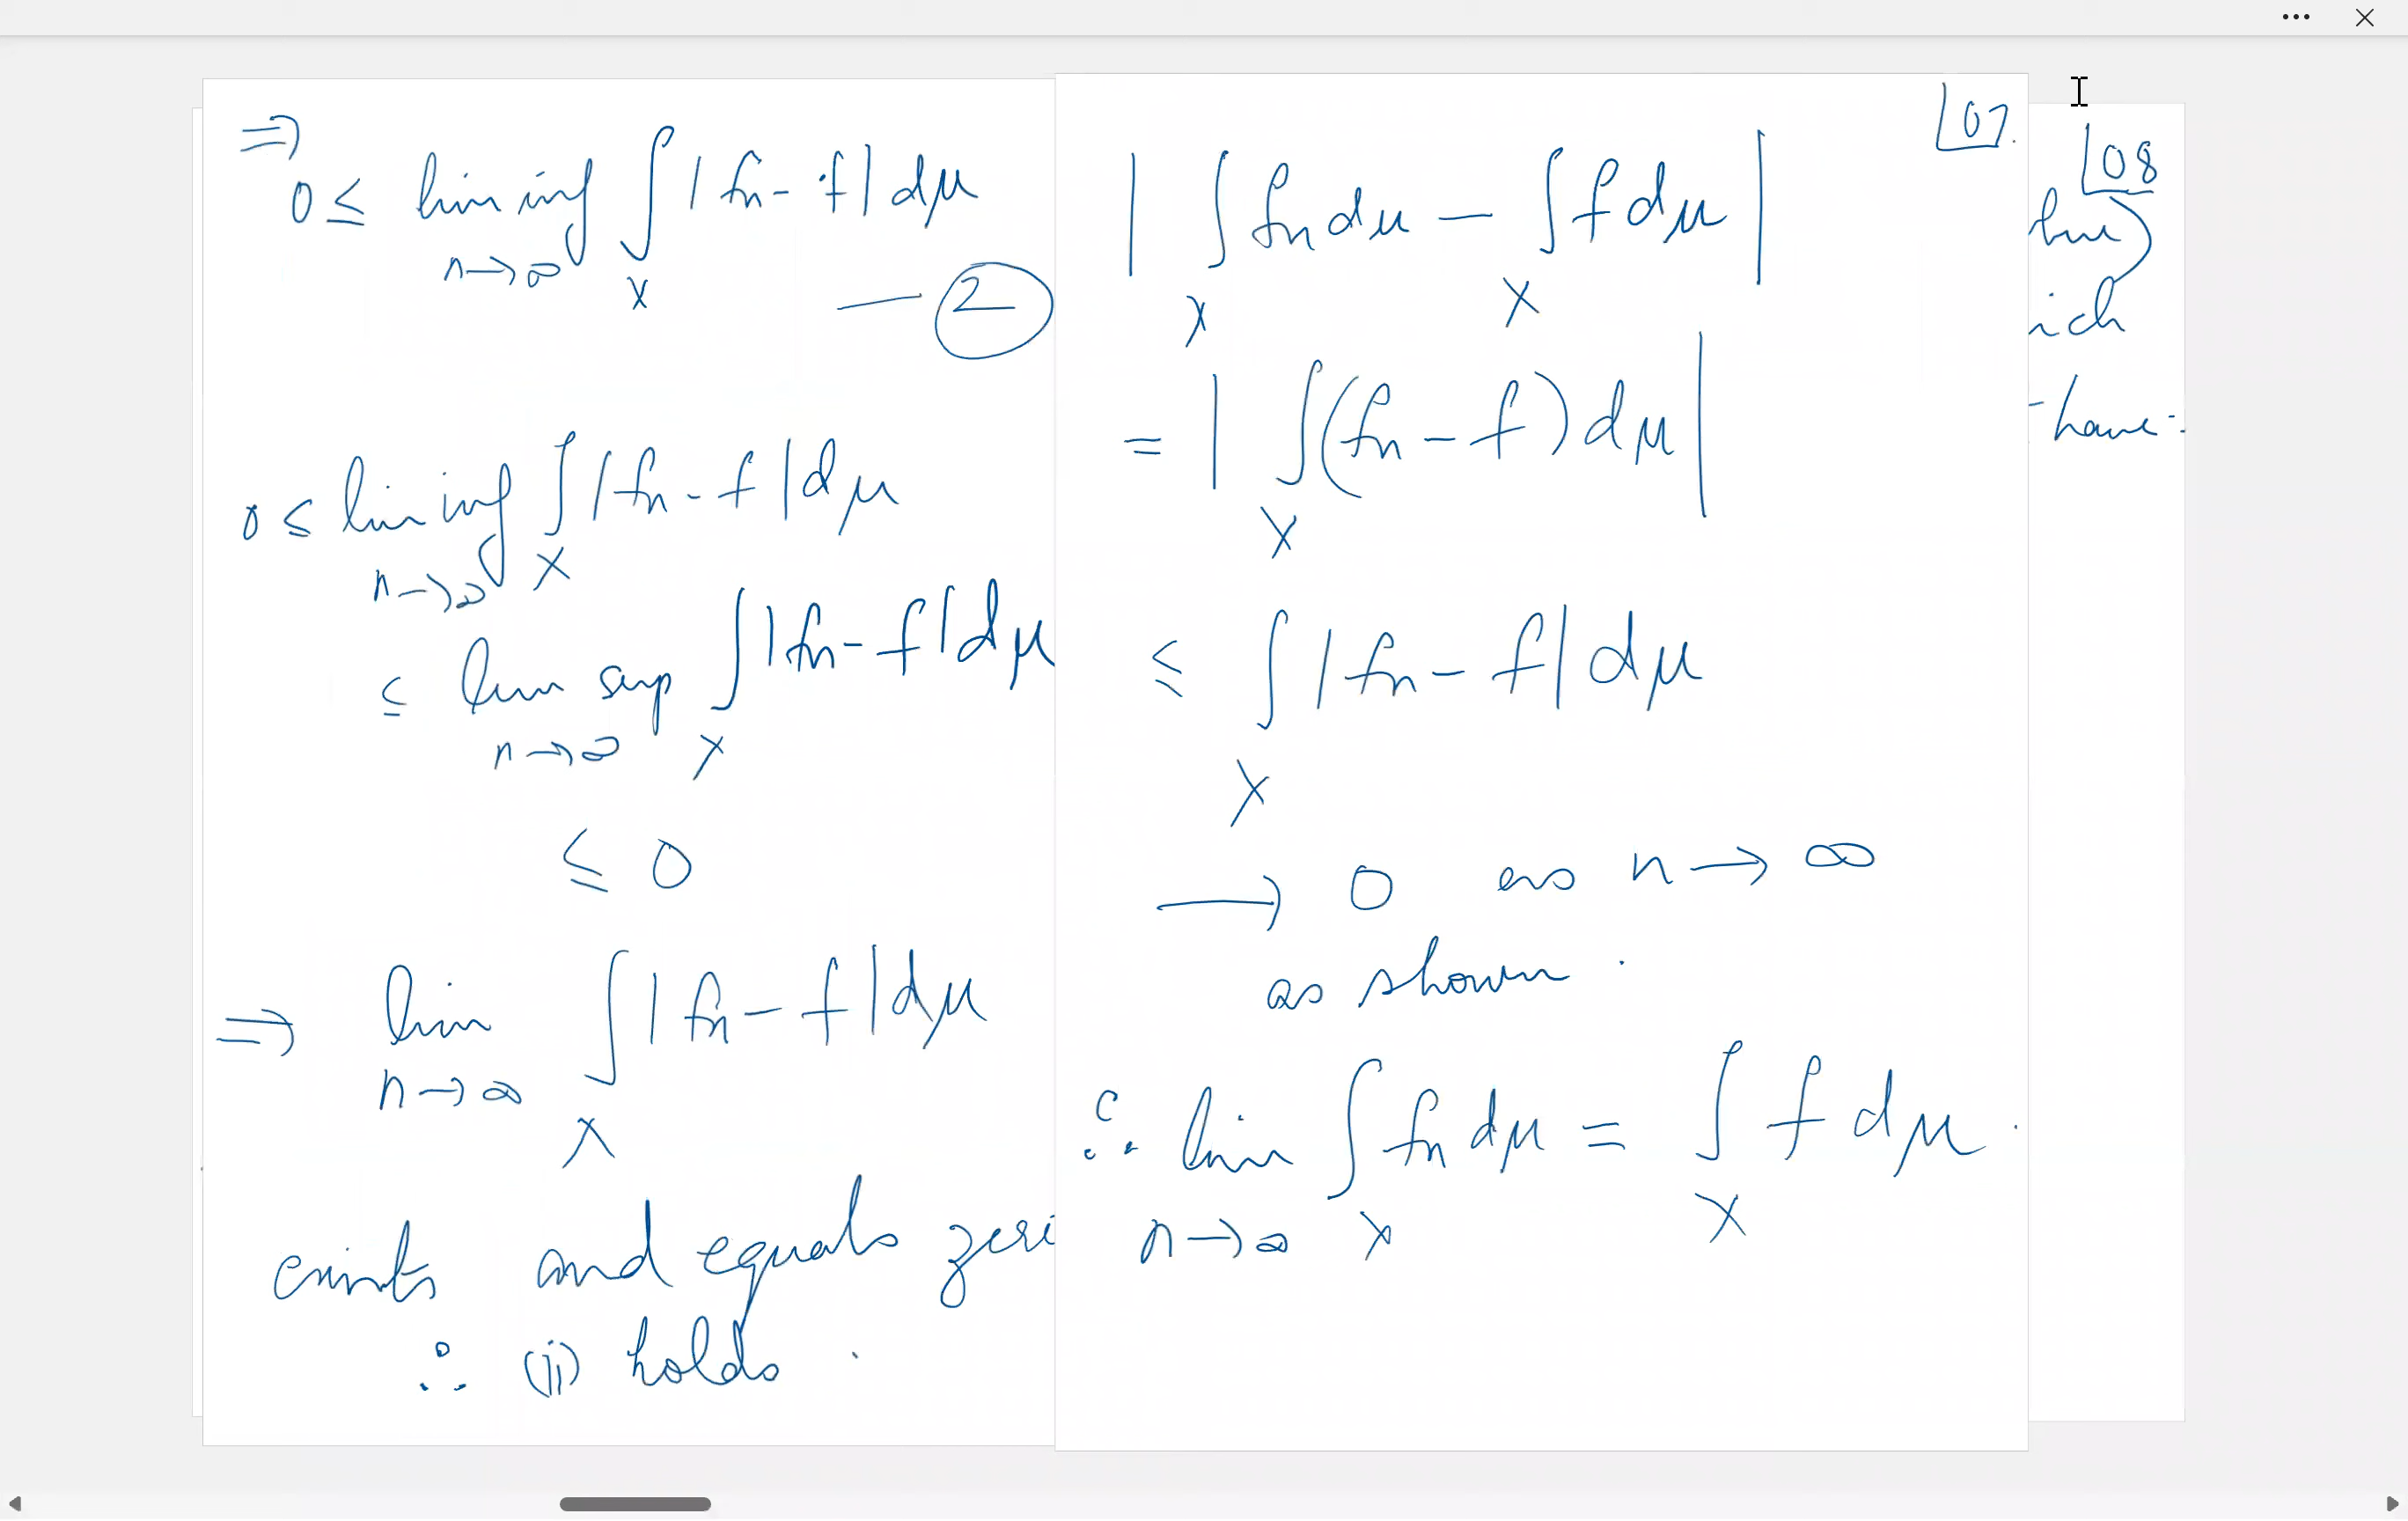 ⇒
0 ≤ lim inf ∫ |fn - f| dμ
n→∞ X
— 2
0 ≤ lim inf ∫ |fn - f| dμ
n→∞ X
≤ lim sup ∫ |fn - f| dμ
n→∞ X
≤ 0
⇒ lim ∫ |fn - f| dμ
n→∞ X
exists and equals zero
∴ (ii) holds .
107.
| ∫ fn dμ - ∫ f dμ |
X X
= | ∫ (fn - f) dμ |
X
≤ ∫ |fn - f| dμ
X
→ 0 as n → ∞
as shown .
∴ lim ∫ fn dμ = ∫ f dμ .
n→∞ X X
108
have